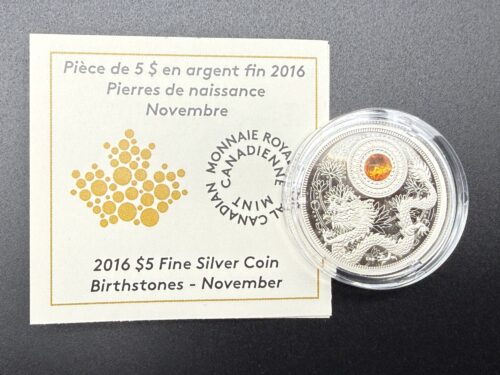 Pièce de 5 $ en argent fin 2016
Pierres de naissance
Novembre
MONNAIE ROYALE CANADIENNE
ROYAL CANADIAN MINT
2016 $5 Fine Silver Coin
Birthstones - November